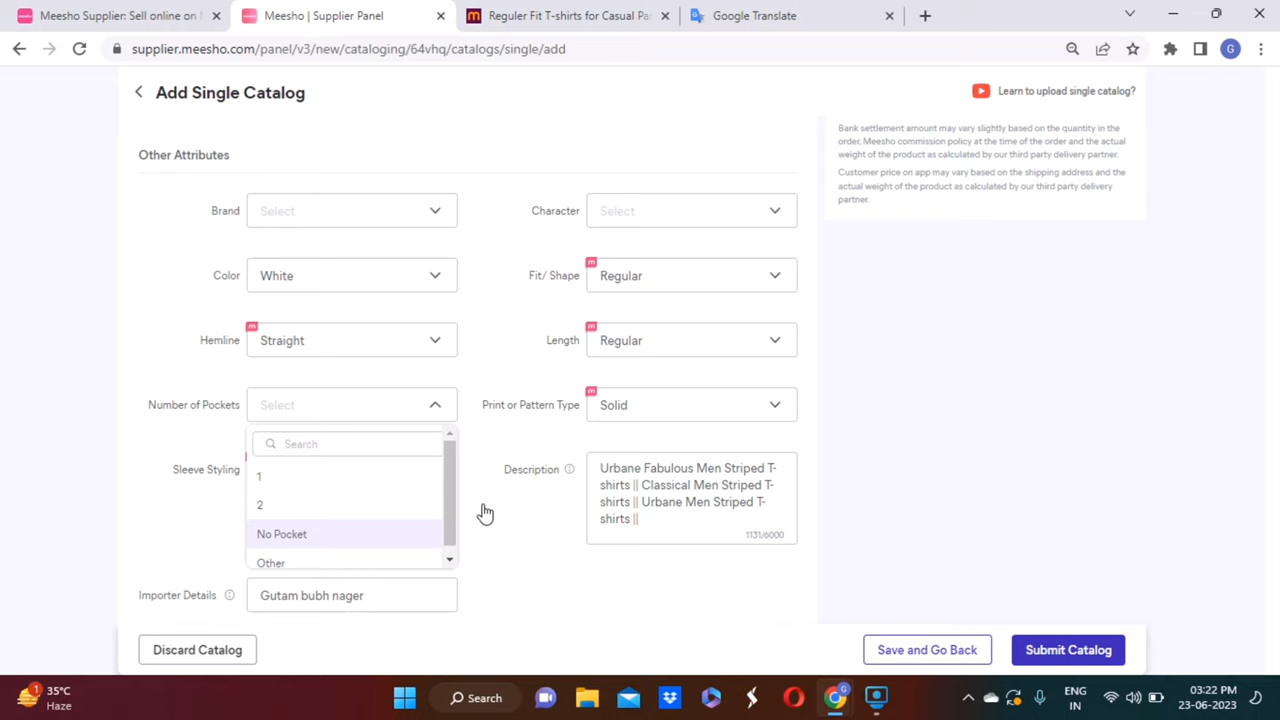 Meesho Supplier: Sell online on
Meesho | Supplier Panel
Reguler Fit T-shirts for Casual Par
Google Translate
supplier.meesho.com/panel/v3/new/cataloging/64vhq/catalogs/single/add
G
Add Single Catalog
Learn to upload single catalog?
Bank settlement amount may vary slightly based on the quantity in the
order, Meesho commission policy at the time of the order and the actual
weight of the product as calculated by our third party delivery
partner.
Customer price on app may vary based on the shipping address and the
actual weight of the product as calculated by our third party delivery
partner.
Other Attributes
Brand Select Character Select
Color White Fit/ Shape Regular
Hemline Straight Length Regular
Number of Pockets Select Print or Pattern Type Solid
Search
1
2
No Pocket
Other
Sleeve Styling
Description
Urbane Fabulous Men Striped T-
shirts || Classical Men Striped T-
shirts || Urbane Men Striped T-
shirts ||
1131/6000
Importer Details Gutam bubh nager
Discard Catalog Save and Go Back Submit Catalog
1
35°C
Haze
Search
G
ENG
IN
03:22 PM
23-06-2023